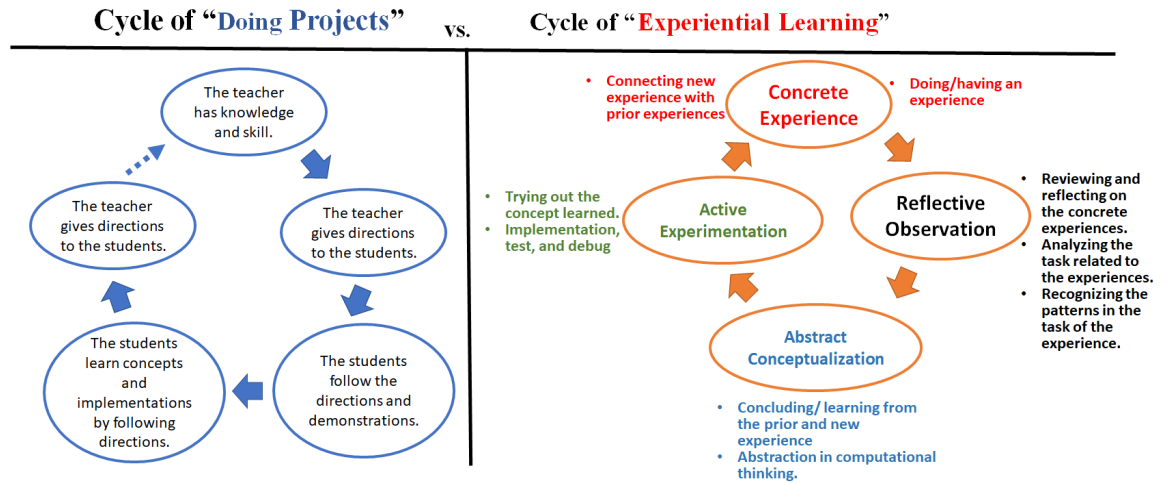 Cycle of “Doing Projects”
vs.
Cycle of “Experiential Learning”
The teacher
has knowledge
and skill.
The teacher
gives directions
to the students.
The students
follow the
directions and
demonstrations.
The students
learn concepts
and
implementations
by following
directions.
The teacher
gives directions
to the students.
• Connecting new
experience with
prior experiences
Concrete
Experience
• Doing/having an
experience
Reflective
Observation
• Reviewing and
reflecting on
the concrete
experiences.
• Analyzing the
task related to
the experiences.
• Recognizing the
patterns in the
task of the
experience.
Abstract
Conceptualization
• Concluding/ learning from
the prior and new
experience
• Abstraction in computational
thinking.
Active
Experimentation
• Trying out the
concept learned.
• Implementation,
test, and debug